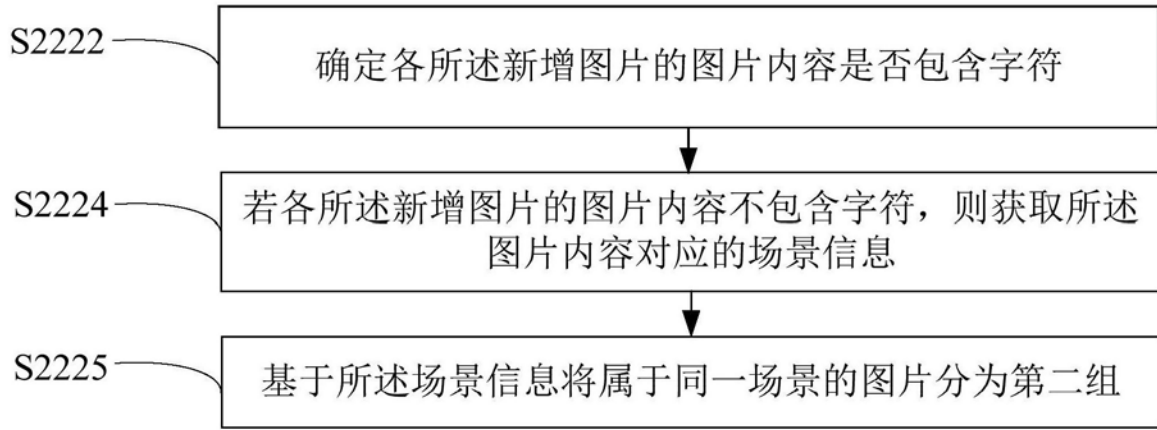 S2222
确定各所述新增图片的图片内容是否包含字符
S2224
若各所述新增图片的图片内容不包含字符，则获取所述
图片内容对应的场景信息
S2225
基于所述场景信息将属于同一场景的图片分为第二组